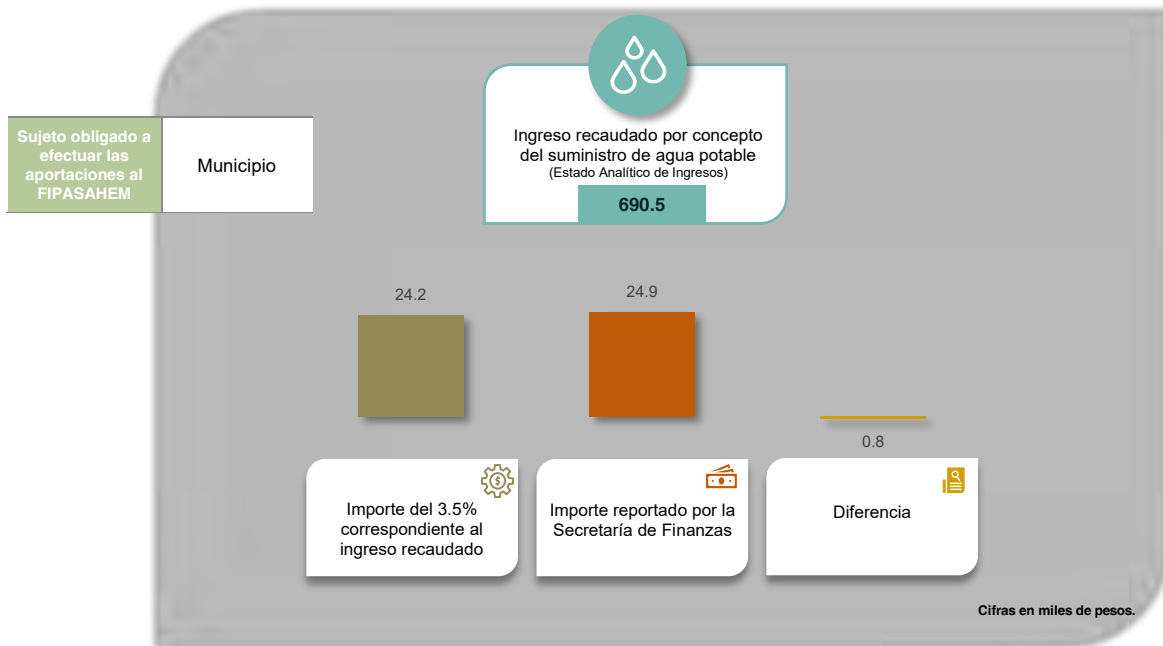 Sujeto obligado a
efectuar las
aportaciones al
FIPASAHEM
Municipio
Ingreso recaudado por concepto
del suministro de agua potable
(Estado Analítico de Ingresos)
690.5
24.2
24.9
0.8
Importe del 3.5%
correspondiente al
ingreso recaudado
Importe reportado por la
Secretaría de Finanzas
Diferencia
Cifras en miles de pesos.